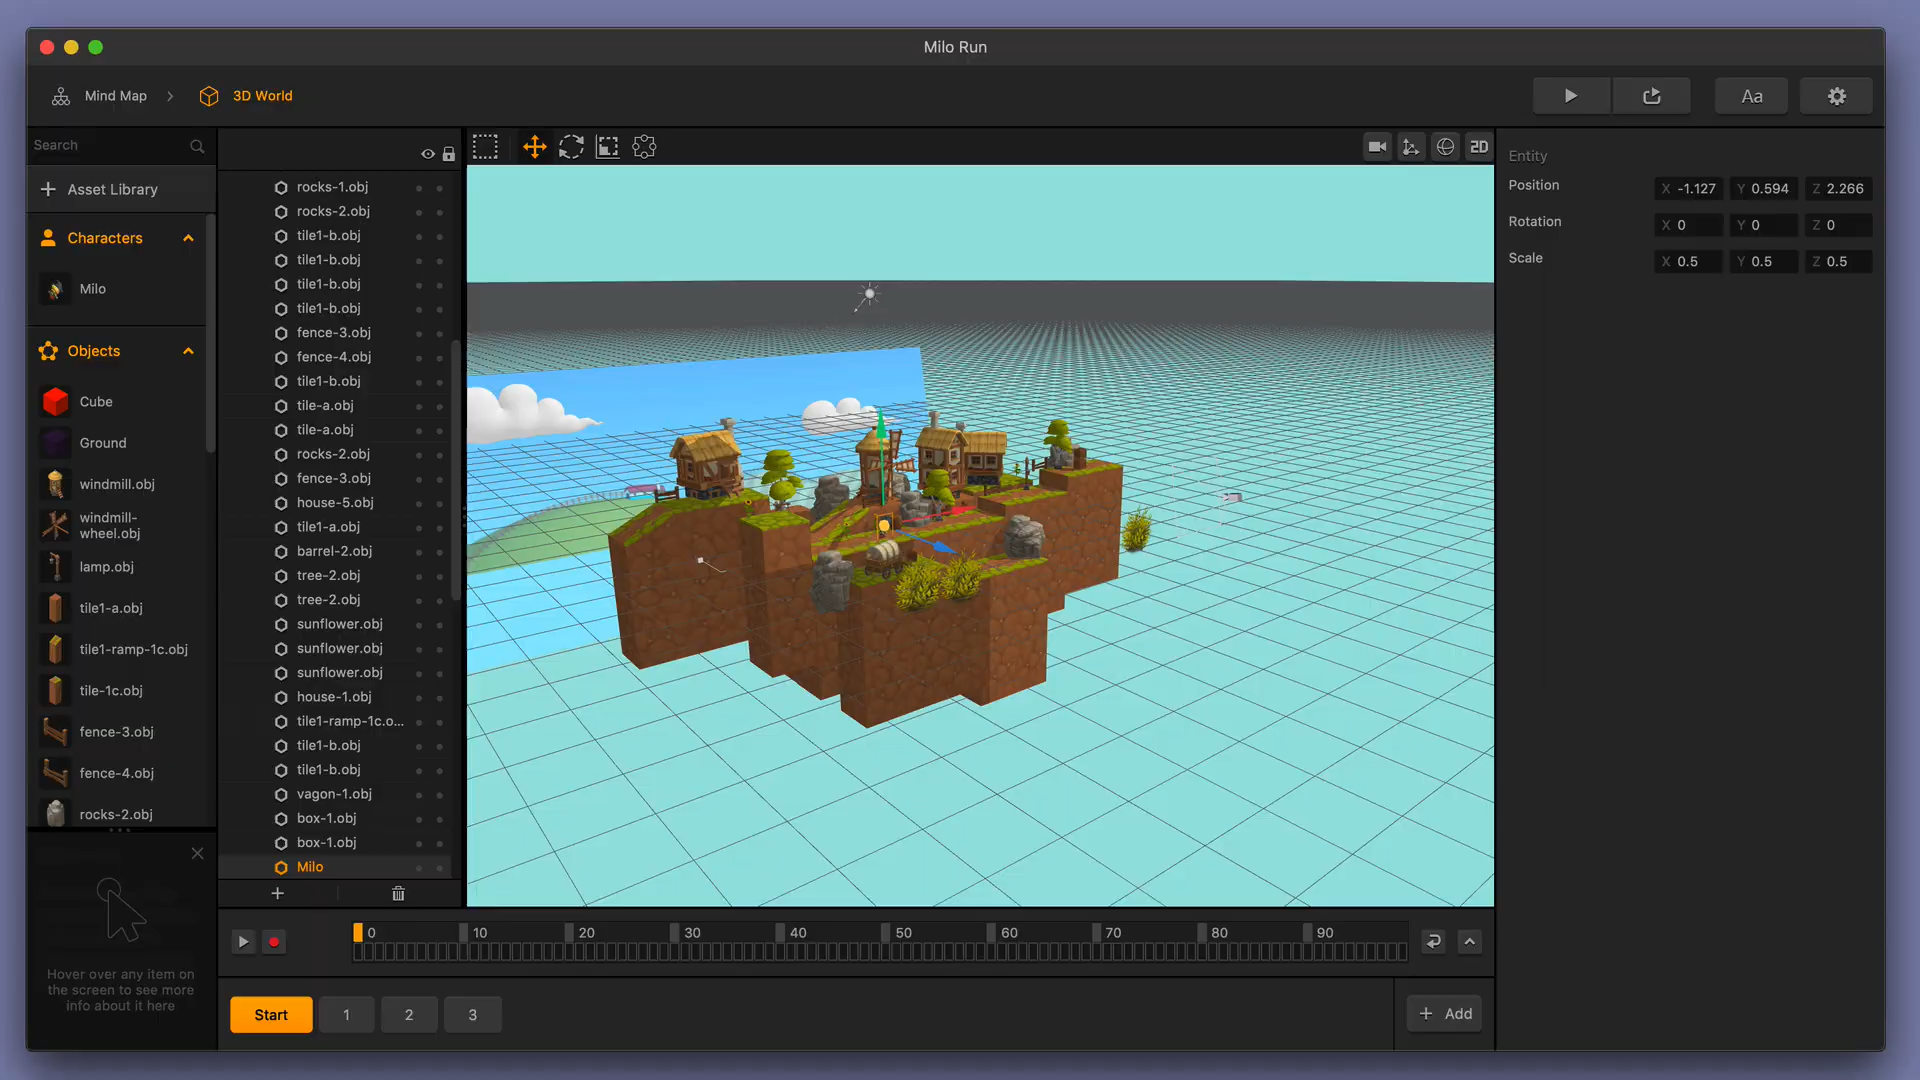 Milo Run
Mind Map
3D World
Aa
Search
Asset Library
Characters
Milo
Objects
Cube
Ground
windmill.obj
windmill-
wheel.obj
lamp.obj
tile1-a.obj
tile1-ramp-1c.obj
tile-1c.obj
fence-3.obj
fence-4.obj
rocks-2.obj
Hover over any item on
the screen to see more
info about it here
rocks-1.obj
rocks-2.obj
tile1-b.obj
tile1-b.obj
tile1-b.obj
tile1-b.obj
fence-3.obj
fence-4.obj
tile1-b.obj
tile-a.obj
tile-a.obj
rocks-2.obj
fence-3.obj
house-5.obj
tile1-a.obj
barrel-2.obj
tree-2.obj
tree-2.obj
sunflower.obj
sunflower.obj
sunflower.obj
house-1.obj
tile1-ramp-1c.o...
tile1-b.obj
tile1-b.obj
vagon-1.obj
box-1.obj
box-1.obj
Milo
2D
Entity
Position X -1.127 Y 0.594 Z 2.266
Rotation X 0 Y 0 Z 0
Scale X 0.5 Y 0.5 Z 0.5
0 10 20 30 40 50 60 70 80 90
Start 1 2 3
Add